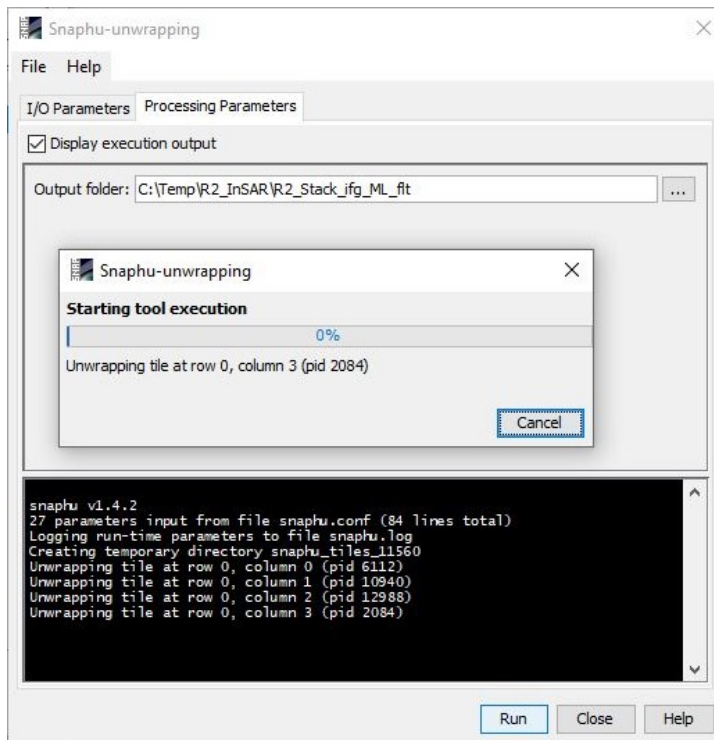 Snaphu-unwrapping
File Help
I/O Parameters Processing Parameters
Display execution output
Output folder: C:\Temp\R2_InSAR\R2_Stack_ifg_ML_flt ...
Snaphu-unwrapping
Starting tool execution
0%
Unwrapping tile at row 0, column 3 (pid 2084)
Cancel
snaphu v1.4.2
27 parameters input from file snaphu.conf (84 lines total)
Logging run-time parameters to file snaphu.log
Creating temporary directory snaphu_tiles_11560
Unwrapping tile at row 0, column 0 (pid 6112)
Unwrapping tile at row 0, column 1 (pid 10940)
Unwrapping tile at row 0, column 2 (pid 12988)
Unwrapping tile at row 0, column 3 (pid 2084)
Run Close Help